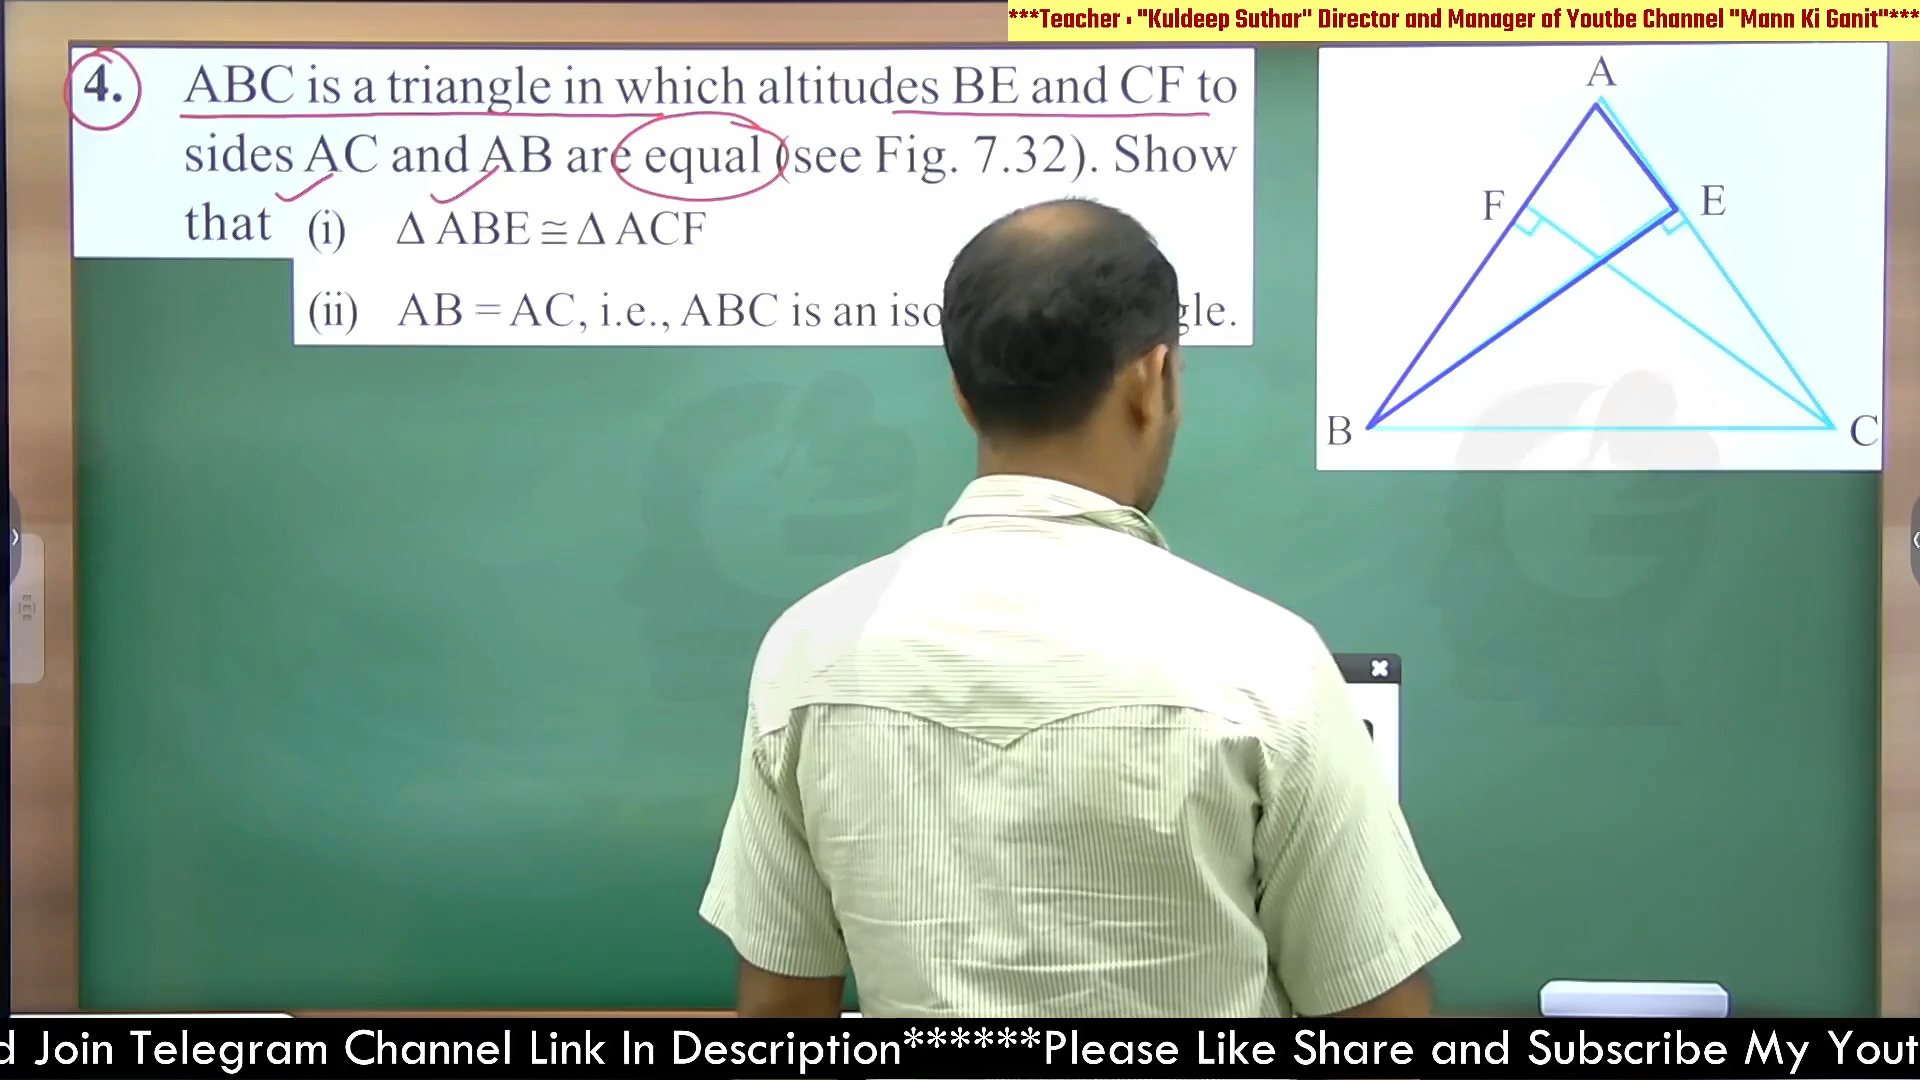 ***Teacher : "Kuldeep Suthar" Director and Manager of Youtbe Channel "Mann Ki Ganit"***
4. ABC is a triangle in which altitudes BE and CF to
sides AC and AB are equal (see Fig. 7.32). Show
that (i) Δ ABE ≅ Δ ACF
(ii) AB = AC, i.e., ABC is an iso gle.
A
F
E
B
C
d Join Telegram Channel Link In Description******Please Like Share and Subscribe My Yout